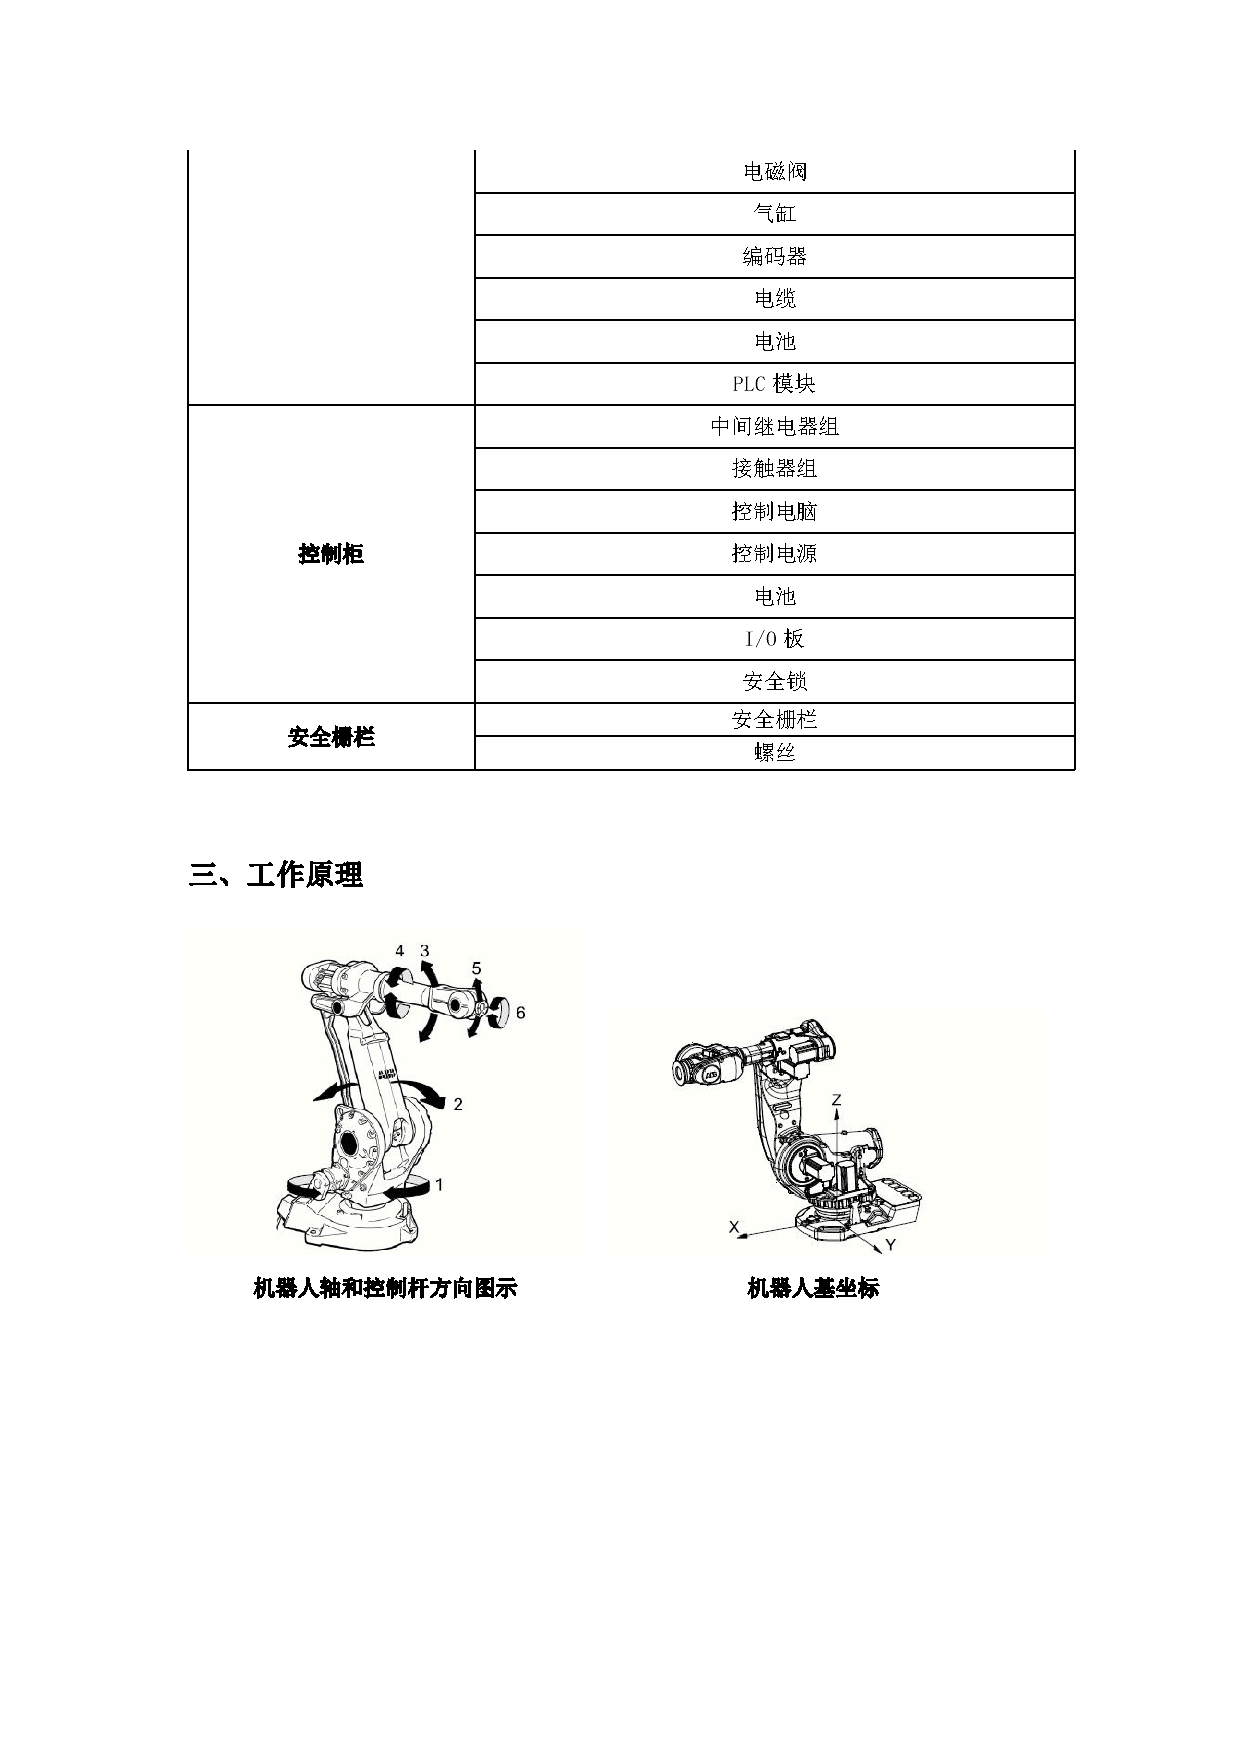 电磁阀
气缸
编码器
电缆
电池
PLC 模块
控制柜
中间继电器组
接触器组
控制电脑
控制电源
电池
I/O 板
安全锁
安全栅栏
安全栅栏
螺丝
三、工作原理
4 3
5
6
2
1
ABB
Z
X
Y
机器人轴和控制杆方向图示
机器人基坐标